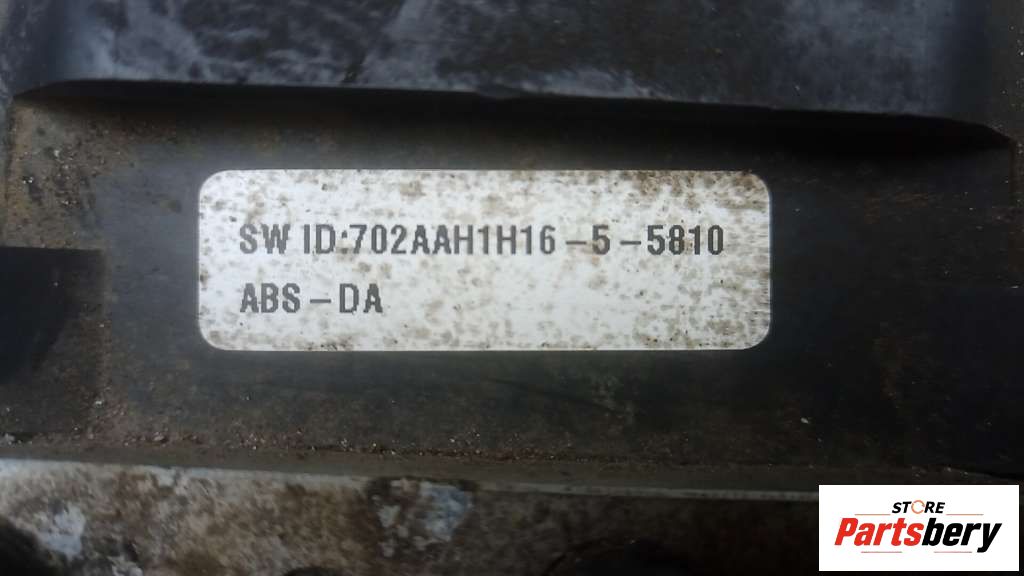 SW ID:702AAH1H16-5-5810
ABS-DA
STORE
Partsbery